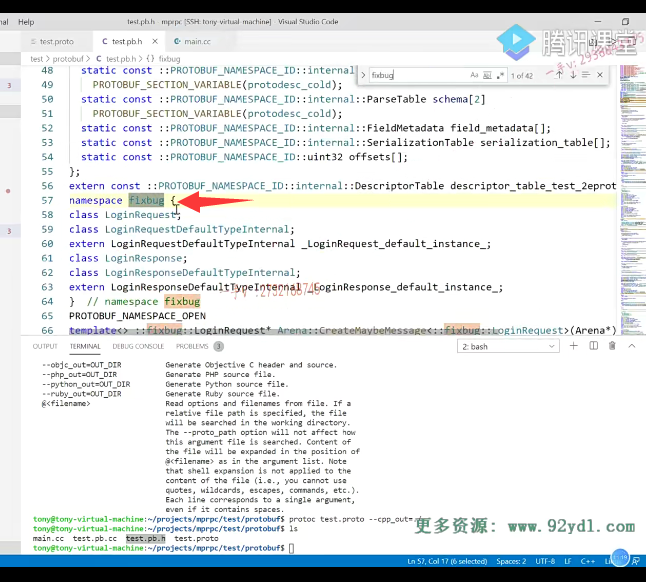 nal Help
test.pb.h - mprpc [SSH: tony-virtual-machine] - Visual Studio Code
test.proto
test.pb.h
main.cc
腾讯课堂
test > protobuf > test.pb.h > {} fixbug
fixbug
Aa
1 of 42
48 static const ::PROTOBUF_NAMESPACE_ID::internal
49 PROTOBUF_SECTION_VARIABLE(protodesc_cold);
50 static const ::PROTOBUF_NAMESPACE_ID::internal::ParseTable schema[2]
51 PROTOBUF_SECTION_VARIABLE(protodesc_cold);
52 static const ::PROTOBUF_NAMESPACE_ID::internal::FieldMetadata field_metadata[];
53 static const ::PROTOBUF_NAMESPACE_ID::internal::SerializationTable serialization_table[];
54 static const ::PROTOBUF_NAMESPACE_ID::uint32 offsets[];
55 };
56 extern const ::PROTOBUF_NAMESPACE_ID::internal::DescriptorTable descriptor_table_test_2eprot
57 namespace fixbug {
58 class LoginRequest;
59 class LoginRequestDefaultTypeInternal;
60 extern LoginRequestDefaultTypeInternal _LoginRequest_default_instance_;
61 class LoginResponse;
62 class LoginResponseDefaultTypeInternal;
63 extern LoginResponseDefaultTypeInternal _LoginResponse_default_instance_;
64 } // namespace fixbug
65 PROTOBUF_NAMESPACE_OPEN
66 template<> ::fixbug::LoginRequest* Arena::CreateMaybeMessage<::fixbug::LoginRequest>(Arena*)
3
3
OUTPUT TERMINAL DEBUG CONSOLE PROBLEMS 3
2: bash
--objc_out=OUT_DIR Generate Objective C header and source.
--php_out=OUT_DIR Generate PHP source file.
--python_out=OUT_DIR Generate Python source file.
--ruby_out=OUT_DIR Generate Ruby source file.
@<filename> Read options and filenames from file. If a
relative file path is specified, the file
will be searched in the working directory.
The --proto_path option will not affect how
this argument file is searched. Content of
the file will be expanded in the position of
@<filename> as in the argument list. Note
that shell expansion is not applied to the
content of the file (i.e., you cannot use
quotes, wildcards, escapes, commands, etc.).
Each line corresponds to a single argument,
even if it contains spaces.
tony@tony-virtual-machine:~/projects/mprpc/test/protobuf$ protoc test.proto --cpp_out=./
tony@tony-virtual-machine:~/projects/mprpc/test/protobuf$ ls
main.cc test.pb.cc test.pb.h test.proto
tony@tony-virtual-machine:~/projects/mprpc/test/protobuf$
更多资源: www.92yd1.com
Ln 57, Col 17 (6 selected) Spaces: 2 UTF-8 LF C++